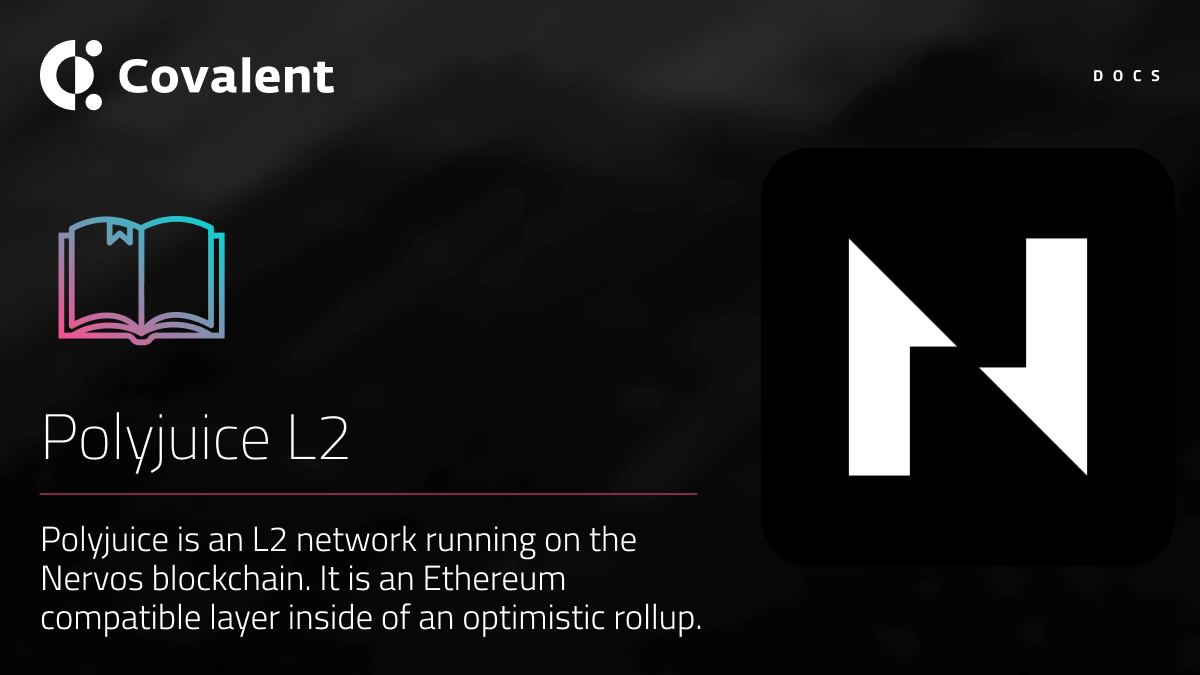 Covalent
DOCS
Polyjuice L2
Polyjuice is an L2 network running on the
Nervos blockchain. It is an Ethereum
compatible layer inside of an optimistic rollup.